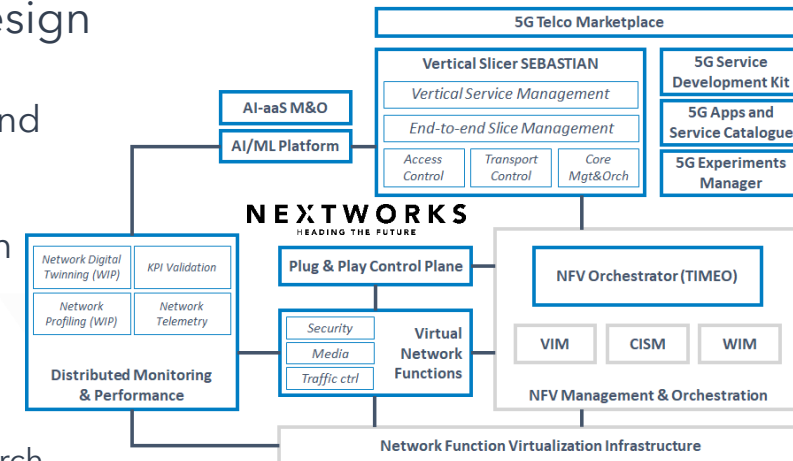 esign
nd
n
rch
5G Telco Marketplace
Vertical Slicer SEBASTIAN
Vertical Service Management
End-to-end Slice Management
Access
Control
Transport
Control
Core
Mgt&Orch
5G Service
Development Kit
5G Apps and
Service Catalogue
5G Experiments
Manager
AI-aaS M&O
AI/ML Platform
NEXTWORKS
HEADING THE FUTURE
Network Digital
Twinning (WIP)
KPI Validation
Network
Profiling (WIP)
Network
Telemetry
Distributed Monitoring
& Performance
Plug & Play Control Plane
Security
Media
Traffic ctrl
Virtual
Network
Functions
NFV Orchestrator (TIMEO)
VIM
CISM
WIM
NFV Management & Orchestration
Network Function Virtualization Infrastructure